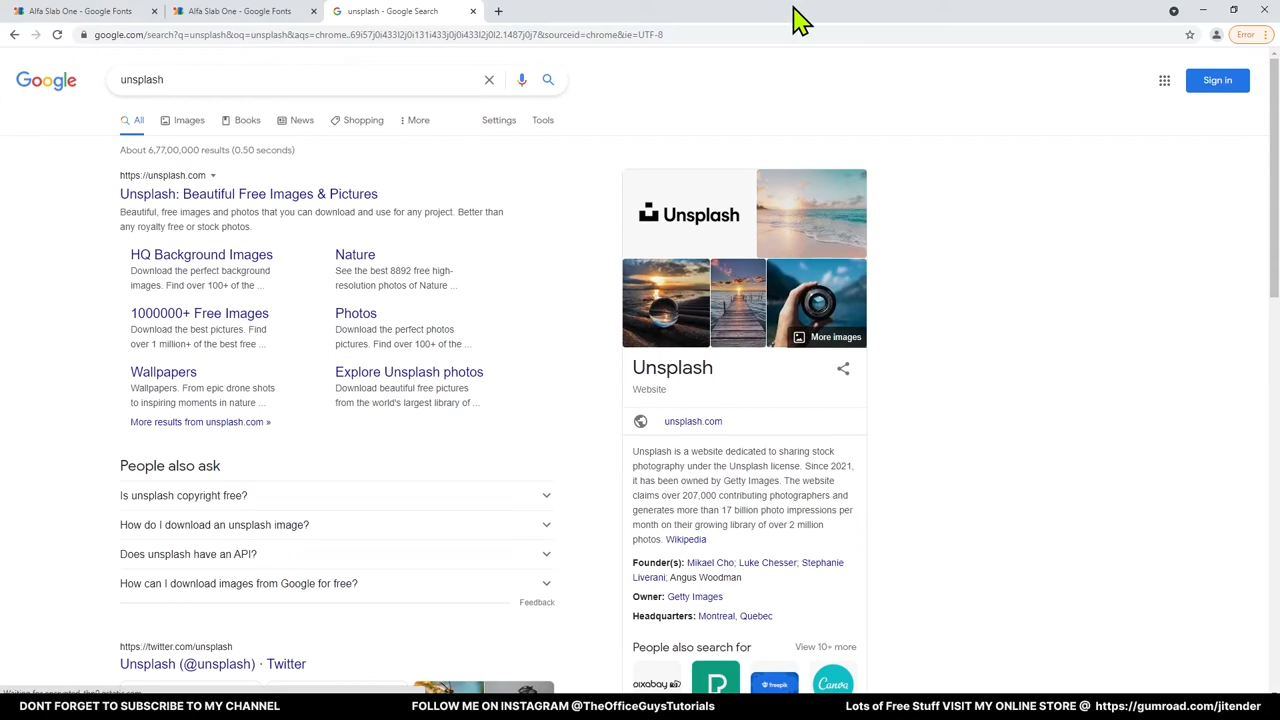 Alfa Slab One - Google Fonts
Alfa Slab One - Google Fonts
unsplash - Google Search
google.com/search?q=unsplash&oq=unsplash&aqs=chrome..69i57j0i433l2j0i131i433j0j0i433j0l2.1487j0j7&sourceid=chrome&ie=UTF-8
Error
Google
unsplash
Sign in
All
Images
Books
News
Shopping
More
Settings
Tools
About 6,77,00,000 results (0.50 seconds)
https://unsplash.com
Unsplash: Beautiful Free Images & Pictures
Beautiful, free images and photos that you can download and use for any project. Better than
any royalty free or stock photos.
HQ Background Images
Download the perfect background
images. Find over 100+ of the ...
Nature
See the best 8892 free high-
resolution photos of Nature ...
1000000+ Free Images
Download the best pictures. Find
over 1 million+ of the best free ...
Photos
Download the perfect photos
pictures. Find over 100+ of the ...
Wallpapers
Wallpapers. From epic drone shots
to inspiring moments in nature ...
Explore Unsplash photos
Download beautiful free pictures
from the world's largest library of ...
More results from unsplash.com »
People also ask
Is unsplash copyright free?
How do I download an unsplash image?
Does unsplash have an API?
How can I download images from Google for free?
Feedback
https://twitter.com/unsplash
Unsplash (@unsplash) · Twitter
Unsplash
More images
Unsplash
Website
unsplash.com
Unsplash is a website dedicated to sharing stock
photography under the Unsplash license. Since 2021,
it has been owned by Getty Images. The website
claims over 207,000 contributing photographers and
generates more than 17 billion photo impressions per
month on their growing library of over 2 million
photos. Wikipedia
Founder(s): Mikael Cho; Luke Chesser; Stephanie
Liverani; Angus Woodman
Owner: Getty Images
Headquarters: Montreal, Quebec
People also search for
View 10+ more
pixabay
freepik
Canva
DONT FORGET TO SUBSCRIBE TO MY CHANNEL
FOLLOW ME ON INSTAGRAM @TheOfficeGuysTutorials
Lots of Free Stuff VISIT MY ONLINE STORE @ https://gumroad.com/jitender